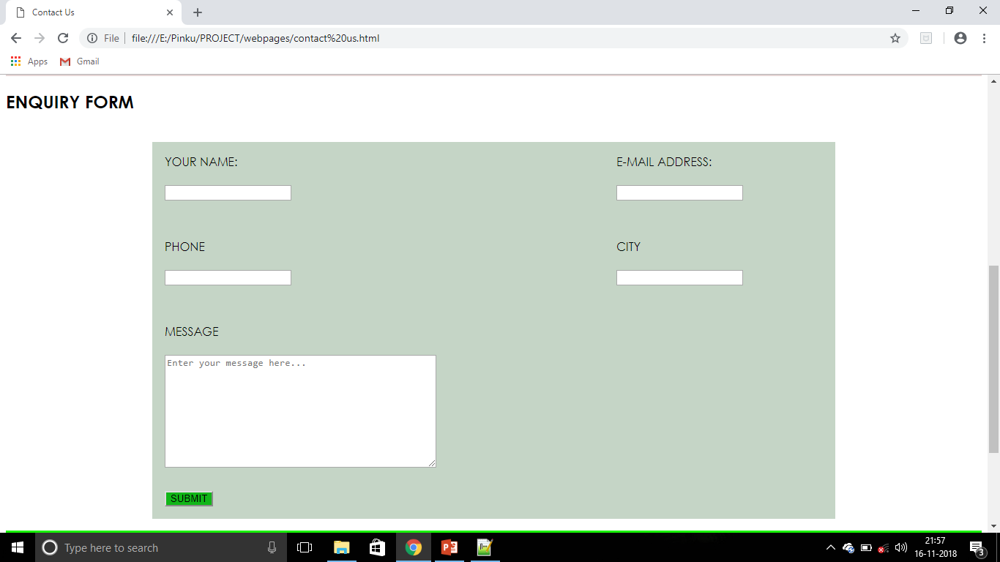 Contact Us
File
file:///E:/Pinku/PROJECT/webpages/contact%20us.html
Apps Gmail
ENQUIRY FORM
YOUR NAME: E-MAIL ADDRESS:
PHONE CITY
MESSAGE
Enter your message here...
SUBMIT
Type here to search
21:57
16-11-2018
3